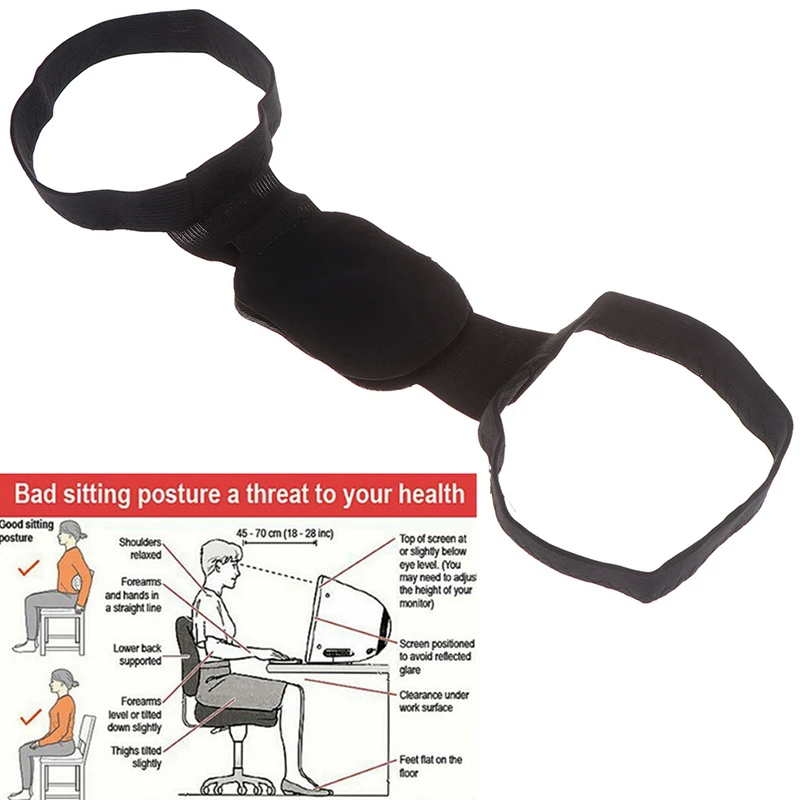 Bad sitting posture a threat to your health
Good sitting
posture
45 - 70 cm (18 - 28 inc)
Shoulders
relaxed
Forearms
and hands in
a straight line
Lower back
supported
Forearms
level or tilted
down slightly
Thighs tilted
slightly
Top of screen at
or slightly below
eye level. (You
may need to adjus
the height of your
monitor)
Screen positioned
to avoid reflected
glare
Clearance under
work surface
Feet flat on the
floor